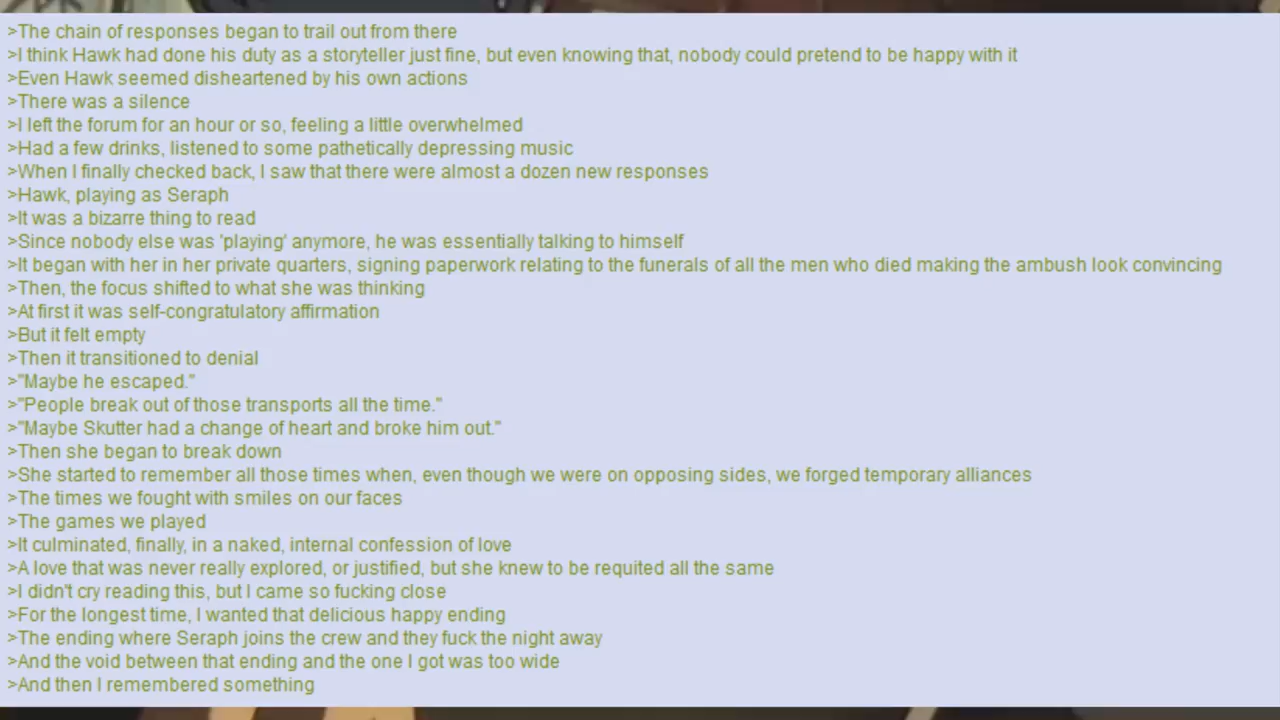 >The chain of responses began to trail out from there
>I think Hawk had done his duty as a storyteller just fine, but even knowing that, nobody could pretend to be happy with it
>Even Hawk seemed disheartened by his own actions
>There was a silence
>I left the forum for an hour or so, feeling a little overwhelmed
>Had a few drinks, listened to some pathetically depressing music
>When I finally checked back, I saw that there were almost a dozen new responses
>Hawk, playing as Seraph
>It was a bizarre thing to read
>Since nobody else was 'playing' anymore, he was essentially talking to himself
>It began with her in her private quarters, signing paperwork relating to the funerals of all the men who died making the ambush look convincing
>Then, the focus shifted to what she was thinking
>At first it was self-congratulatory affirmation
>But it felt empty
>Then it transitioned to denial
>"Maybe he escaped."
>"People break out of those transports all the time."
>"Maybe Skutter had a change of heart and broke him out."
>Then she began to break down
>She started to remember all those times when, even though we were on opposing sides, we forged temporary alliances
>The times we fought with smiles on our faces
>The games we played
>It culminated, finally, in a naked, internal confession of love
>A love that was never really explored, or justified, but she knew to be requited all the same
>I didn't cry reading this, but I came so fucking close
>For the longest time, I wanted that delicious happy ending
>The ending where Seraph joins the crew and they fuck the night away
>And the void between that ending and the one I got was too wide
>And then I remembered something